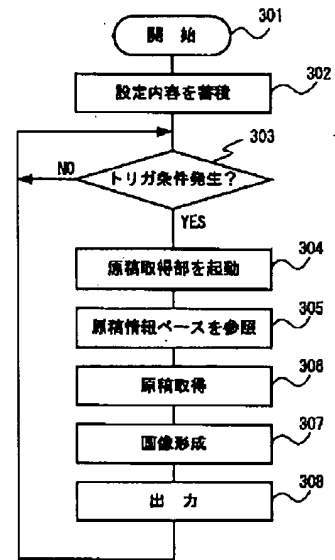 開 始
301
設定内容を蓄積
302
303
トリガ条件発生?
NO
YES
原稿取得部を起動
304
原稿情報ベースを参照
305
原稿取得
306
画像形成
307
出 力
308